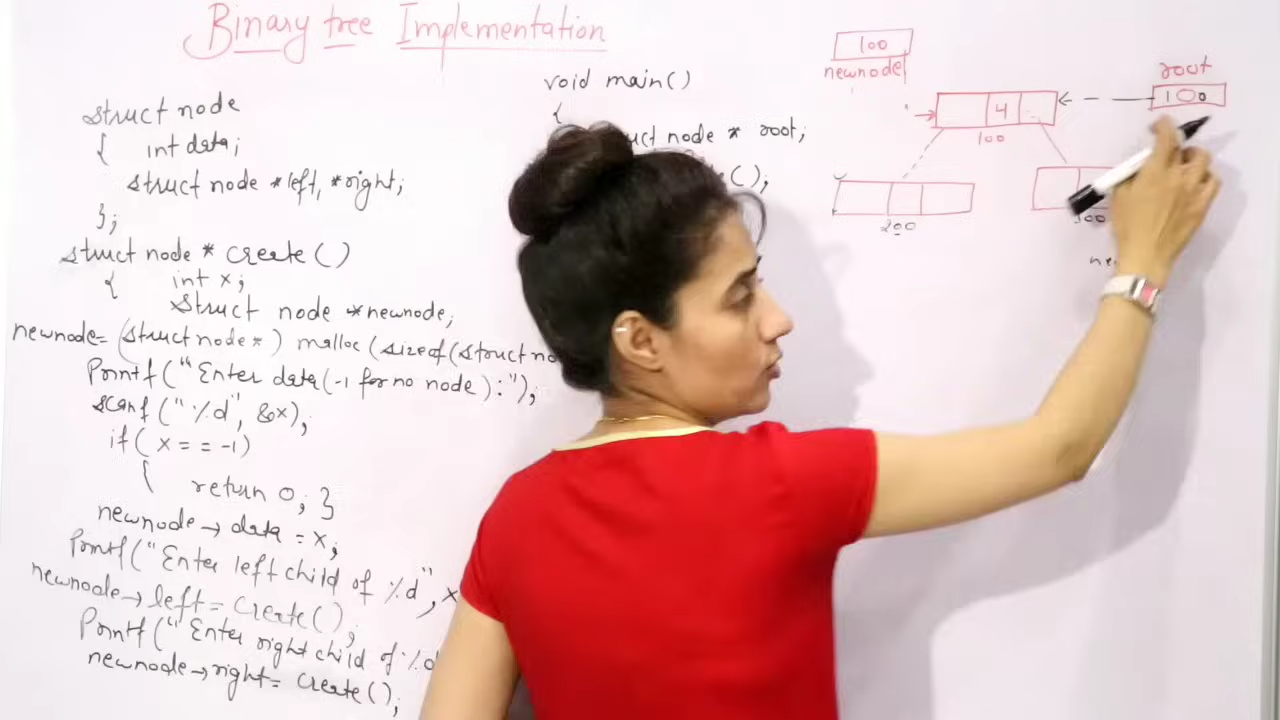 Binary tree Implementation
struct node
{ int data;
struct node *left, *right;
};
struct node * create()
{ int x;
struct node *newnode;
newnode= (struct node*) malloc (sizeof(struct no
Printf("Enter data(-1 for no node):");
scanf("%d", &x);
if( x = = -1)
{
return 0; }
newnode→data = x;
Printf("Enter left child of %d", x
newnode→left = create();
Printf("Enter right child of %d
newnode→right = create();
void main()
{
uct node * root;
();
100
newnode
4
100
200
300
root
100